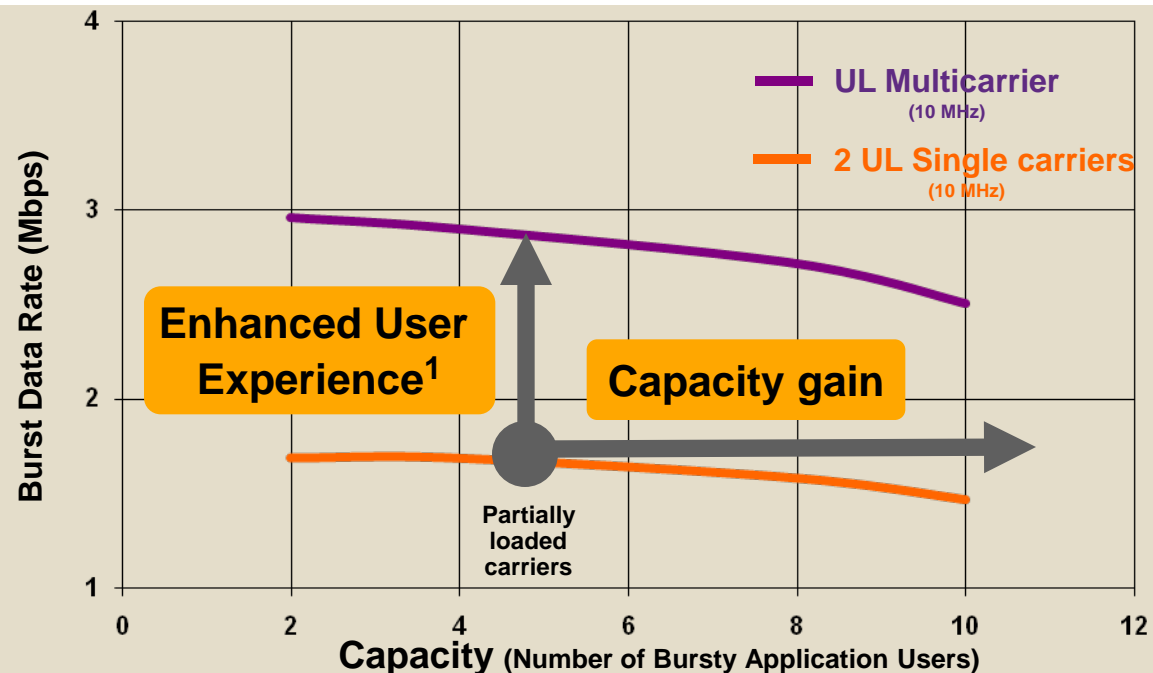 4
UL Multicarrier
(10 MHz)
2 UL Single carriers
(10 MHz)
3
Burst Data Rate (Mbps)
Enhanced User
Experience1
Capacity gain
2
Partially
loaded
carriers
1
0 2 4 6 8 10 12
Capacity (Number of Bursty Application Users)